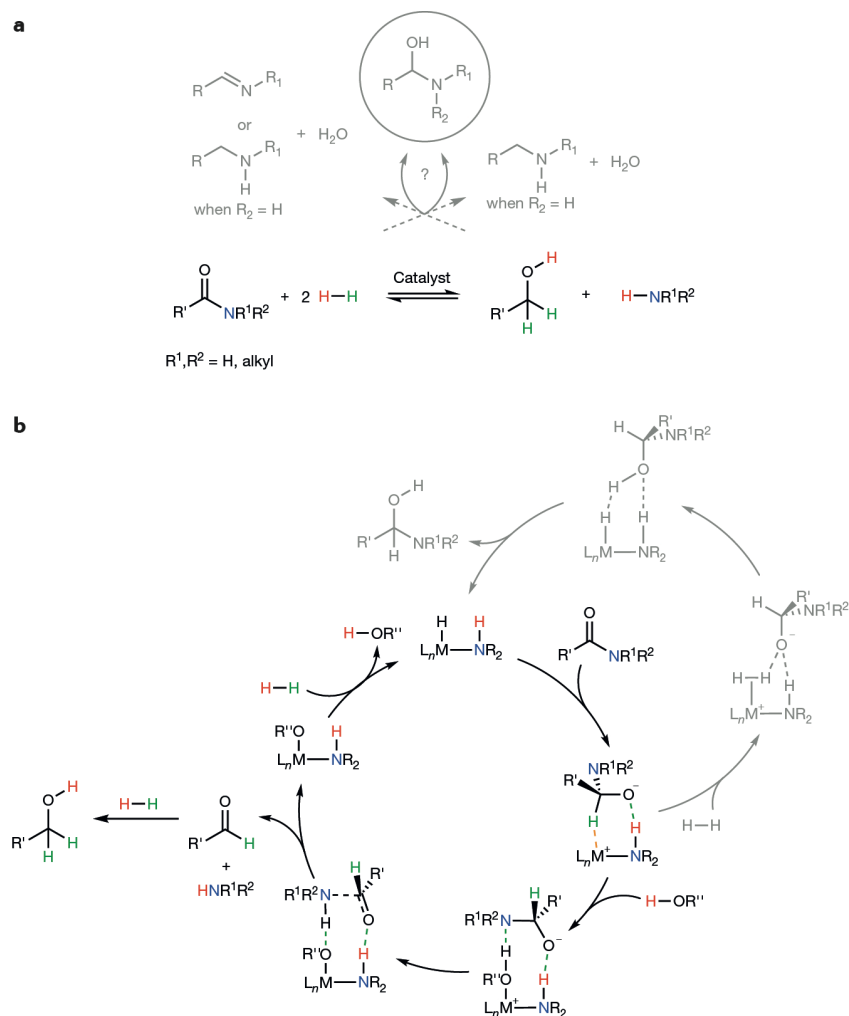 a
OH
R N R1
R2
R N R1
or
R N R1
H
+ H2O
when R2 = H
?
R N R1
H
+ H2O
when R2 = H
O
R' NR¹R²
+ 2 H H
Catalyst
O H
R' H
H
+
H NR¹R²
R¹,R² = H, alkyl
b
H R'
NR¹R²
O
H
H H
LnM NR2
O H
R' NR¹R²
H
H R'
NR¹R²
O−
H H
H
LnM+ NR2
H H
H OR''
H H
LnM NR2
O
R' NR¹R²
H H
R''O H
LnM NR2
NR¹R²
R' O−
H H
LnM+ NR2
H OR''
H
R'
R¹R²N
O−
H
R''O H
LnM+ NR2
H
R'
R¹R²N
H O
R''O H
LnM NR2
O
R' H
+
HNR¹R²
H H
O H
R' H
H